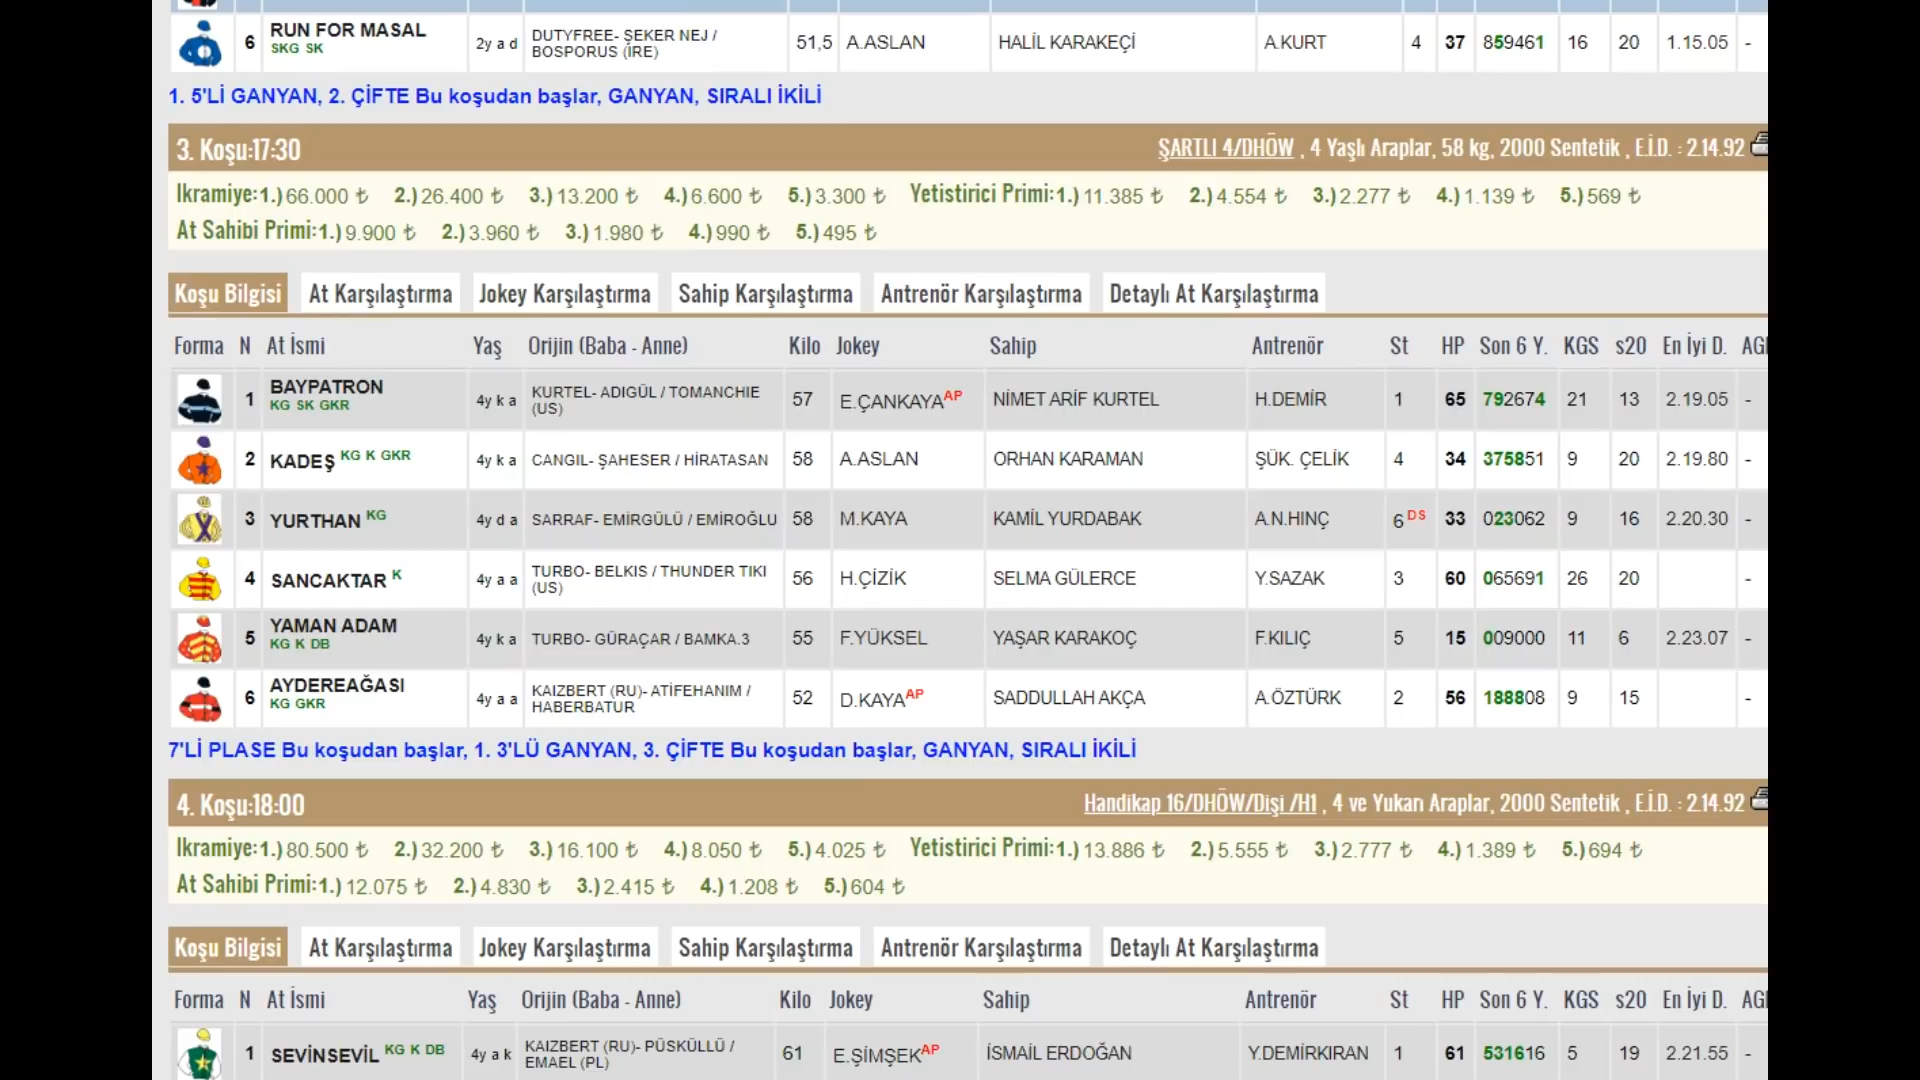 6 RUN FOR MASAL SKG SK 2y a d DUTYFREE- ŞEKER NEJ / BOSPORUS (İRE) 51,5 A.ASLAN HALİL KARAKEÇİ A.KURT 4 37 859461 16 20 1.15.05 -
1. 5'Lİ GANYAN, 2. ÇİFTE Bu koşudan başlar, GANYAN, SIRALI İKİLİ
3. Koşu:17:30 ŞARTLI 4/DHÖW , 4 Yaşlı Araplar, 58 kg, 2000 Sentetik , E.İ.D. : 2.14.92
Ikramiye:1.) 66.000 ₺ 2.) 26.400 ₺ 3.) 13.200 ₺ 4.) 6.600 ₺ 5.) 3.300 ₺ Yetistirici Primi:1.) 11.385 ₺ 2.) 4.554 ₺ 3.) 2.277 ₺ 4.) 1.139 ₺ 5.) 569 ₺
At Sahibi Primi:1.) 9.900 ₺ 2.) 3.960 ₺ 3.) 1.980 ₺ 4.) 990 ₺ 5.) 495 ₺
Koşu Bilgisi At Karşılaştırma Jokey Karşılaştırma Sahip Karşılaştırma Antrenör Karşılaştırma Detaylı At Karşılaştırma
Forma N At İsmi Yaş Orijin (Baba - Anne) Kilo Jokey Sahip Antrenör St HP Son 6 Y. KGS s20 En İyi D. AGI
1 BAYPATRON KG SK GKR 4y k a KURTEL- ADIGÜL / TOMANCHIE (US) 57 E.ÇANKAYA AP NİMET ARİF KURTEL H.DEMİR 1 65 792674 21 13 2.19.05 -
2 KADEŞ KG K GKR 4y k a CANGIL- ŞAHESER / HİRATASAN 58 A.ASLAN ORHAN KARAMAN ŞÜK. ÇELİK 4 34 375851 9 20 2.19.80 -
3 YURTHAN KG 4y d a SARRAF- EMİRGÜLÜ / EMİROĞLU 58 M.KAYA KAMİL YURDABAK A.N.HINÇ 6 DS 33 023062 9 16 2.20.30 -
4 SANCAKTAR K 4y a a TURBO- BELKIS / THUNDER TIKI (US) 56 H.ÇİZİK SELMA GÜLERCE Y.SAZAK 3 60 065691 26 20 -
5 YAMAN ADAM KG K DB 4y k a TURBO- GÜRAÇAR / BAMKA.3 55 F.YÜKSEL YAŞAR KARAKOÇ F.KILIÇ 5 15 009000 11 6 2.23.07 -
6 AYDEREAĞASI KG GKR 4y a a KAIZBERT (RU)- ATİFEHANIM / HABERBATUR 52 D.KAYA AP SADDULLAH AKÇA A.ÖZTÜRK 2 56 188808 9 15 -
7'Lİ PLASE Bu koşudan başlar, 1. 3'LÜ GANYAN, 3. ÇİFTE Bu koşudan başlar, GANYAN, SIRALI İKİLİ
4. Koşu:18:00 Handikap 16/DHÖW/Dişi /H1 , 4 ve Yukarı Araplar, 2000 Sentetik , E.İ.D. : 2.14.92
Ikramiye:1.) 80.500 ₺ 2.) 32.200 ₺ 3.) 16.100 ₺ 4.) 8.050 ₺ 5.) 4.025 ₺ Yetistirici Primi:1.) 13.886 ₺ 2.) 5.555 ₺ 3.) 2.777 ₺ 4.) 1.389 ₺ 5.) 694 ₺
At Sahibi Primi:1.) 12.075 ₺ 2.) 4.830 ₺ 3.) 2.415 ₺ 4.) 1.208 ₺ 5.) 604 ₺
Koşu Bilgisi At Karşılaştırma Jokey Karşılaştırma Sahip Karşılaştırma Antrenör Karşılaştırma Detaylı At Karşılaştırma
Forma N At İsmi Yaş Orijin (Baba - Anne) Kilo Jokey Sahip Antrenör St HP Son 6 Y. KGS s20 En İyi D. AGI
1 SEVİNSEVİL KG K DB 4y a k KAIZBERT (RU)- PÜSKÜLLÜ / EMAEL (PL) 61 E.ŞİMŞEK AP İSMAİL ERDOĞAN Y.DEMİRKIRAN 1 61 531616 5 19 2.21.55 -